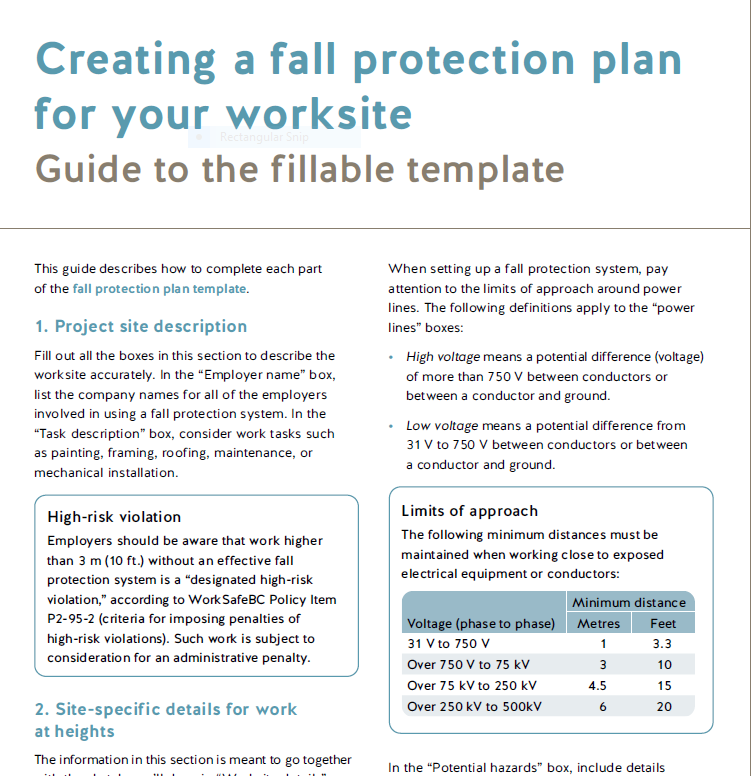 Creating a fall protection plan
for your worksite
Rectangular Snip
Guide to the fillable template
This guide describes how to complete each part
of the fall protection plan template.
1. Project site description
Fill out all the boxes in this section to describe the
worksite accurately. In the “Employer name” box,
list the company names for all of the employers
involved in using a fall protection system. In the
“Task description” box, consider work tasks such
as painting, framing, roofing, maintenance, or
mechanical installation.
High-risk violation
Employers should be aware that work higher
than 3 m (10 ft.) without an effective fall
protection system is a “designated high-risk
violation,” according to WorkSafeBC Policy Item
P2-95-2 (criteria for imposing penalties of
high-risk violations). Such work is subject to
consideration for an administrative penalty.
2. Site-specific details for work
at heights
The information in this section is meant to go together
When setting up a fall protection system, pay
attention to the limits of approach around power
lines. The following definitions apply to the “power
lines” boxes:
• High voltage means a potential difference (voltage)
of more than 750 V between conductors or
between a conductor and ground.
• Low voltage means a potential difference from
31 V to 750 V between conductors or between
a conductor and ground.
Limits of approach
The following minimum distances must be
maintained when working close to exposed
electrical equipment or conductors:
Minimum distance
Voltage (phase to phase) Metres Feet
31 V to 750 V 1 3.3
Over 750 V to 75 kV 3 10
Over 75 kV to 250 kV 4.5 15
Over 250 kV to 500kV 6 20
In the “Potential hazards” box, include details